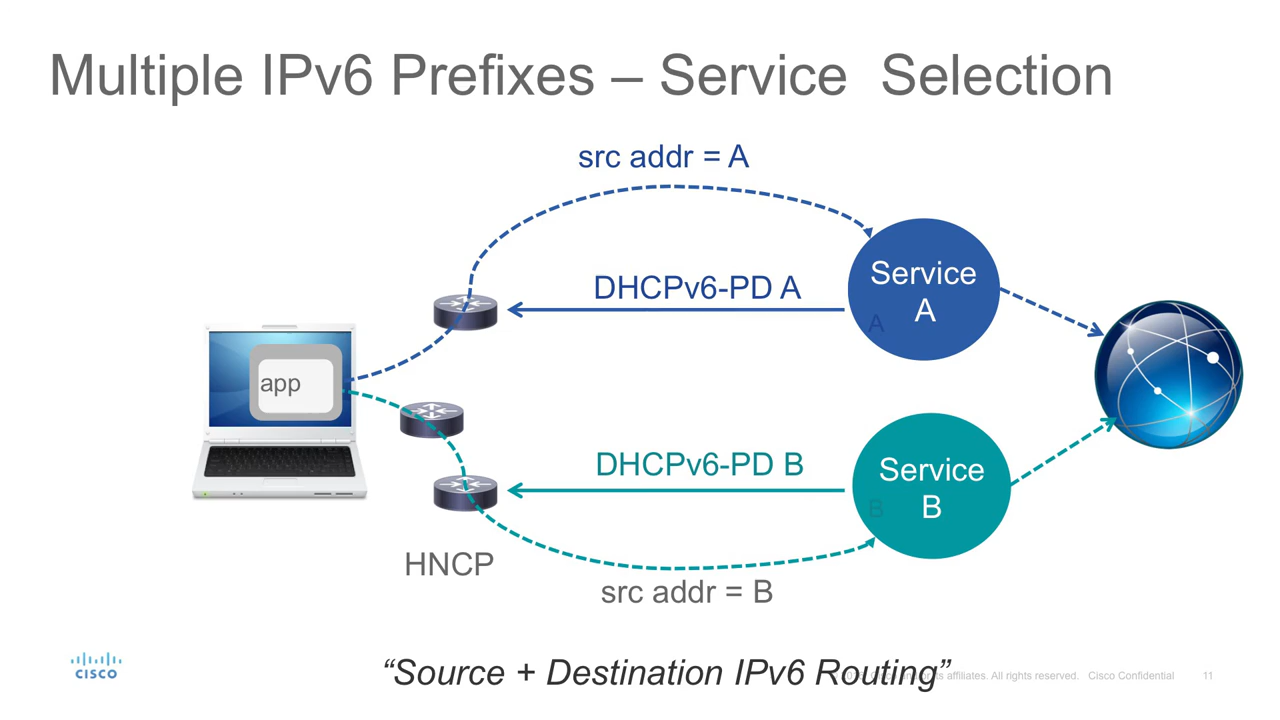 Multiple IPv6 Prefixes – Service Selection
src addr = A
DHCPv6-PD A
Service
A
A
app
DHCPv6-PD B
Service
B
B
HNCP
src addr = B
CISCO
“Source + Destination IPv6 Routing”
affiliates. All rights reserved. Cisco Confidential
11